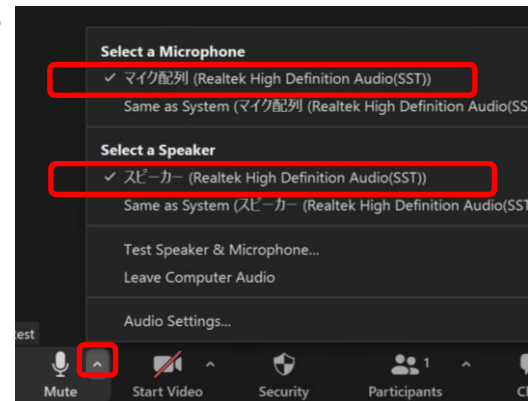 Select a Microphone
✓ マイク配列 (Realtek High Definition Audio(SST))
Same as System (マイク配列 (Realtek High Definition Audio(SS
Select a Speaker
✓ スピーカー (Realtek High Definition Audio(SST))
Same as System (スピーカー (Realtek High Definition Audio(SST
Test Speaker & Microphone...
Leave Computer Audio
Audio Settings...
test
Mute Start Video Security Participants 1